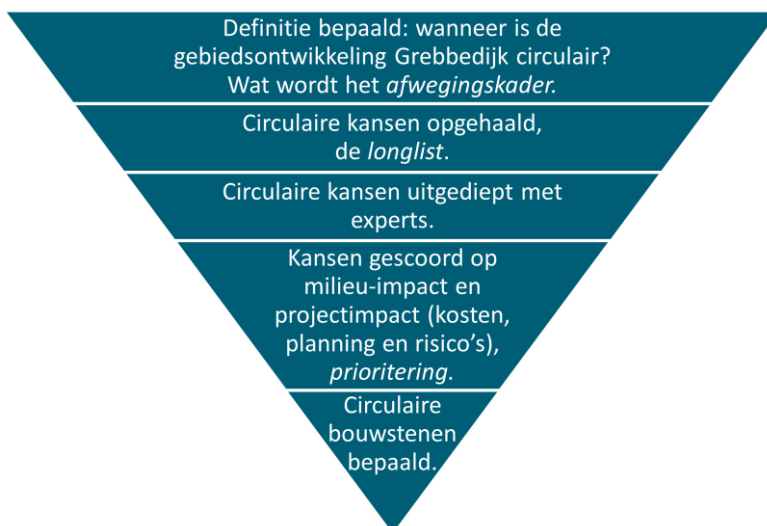 Definitie bepaald: wanneer is de
gebiedsontwikkeling Grebbedijk circulair?
Wat wordt het afwegingskader.
Circulaire kansen opgehaald,
de longlist.
Circulaire kansen uitgediept met
experts.
Kansen gescoord op
milieu-impact en
projectimpact (kosten,
planning en risico's),
prioritering.
Circulaire
bouwstenen
bepaald.